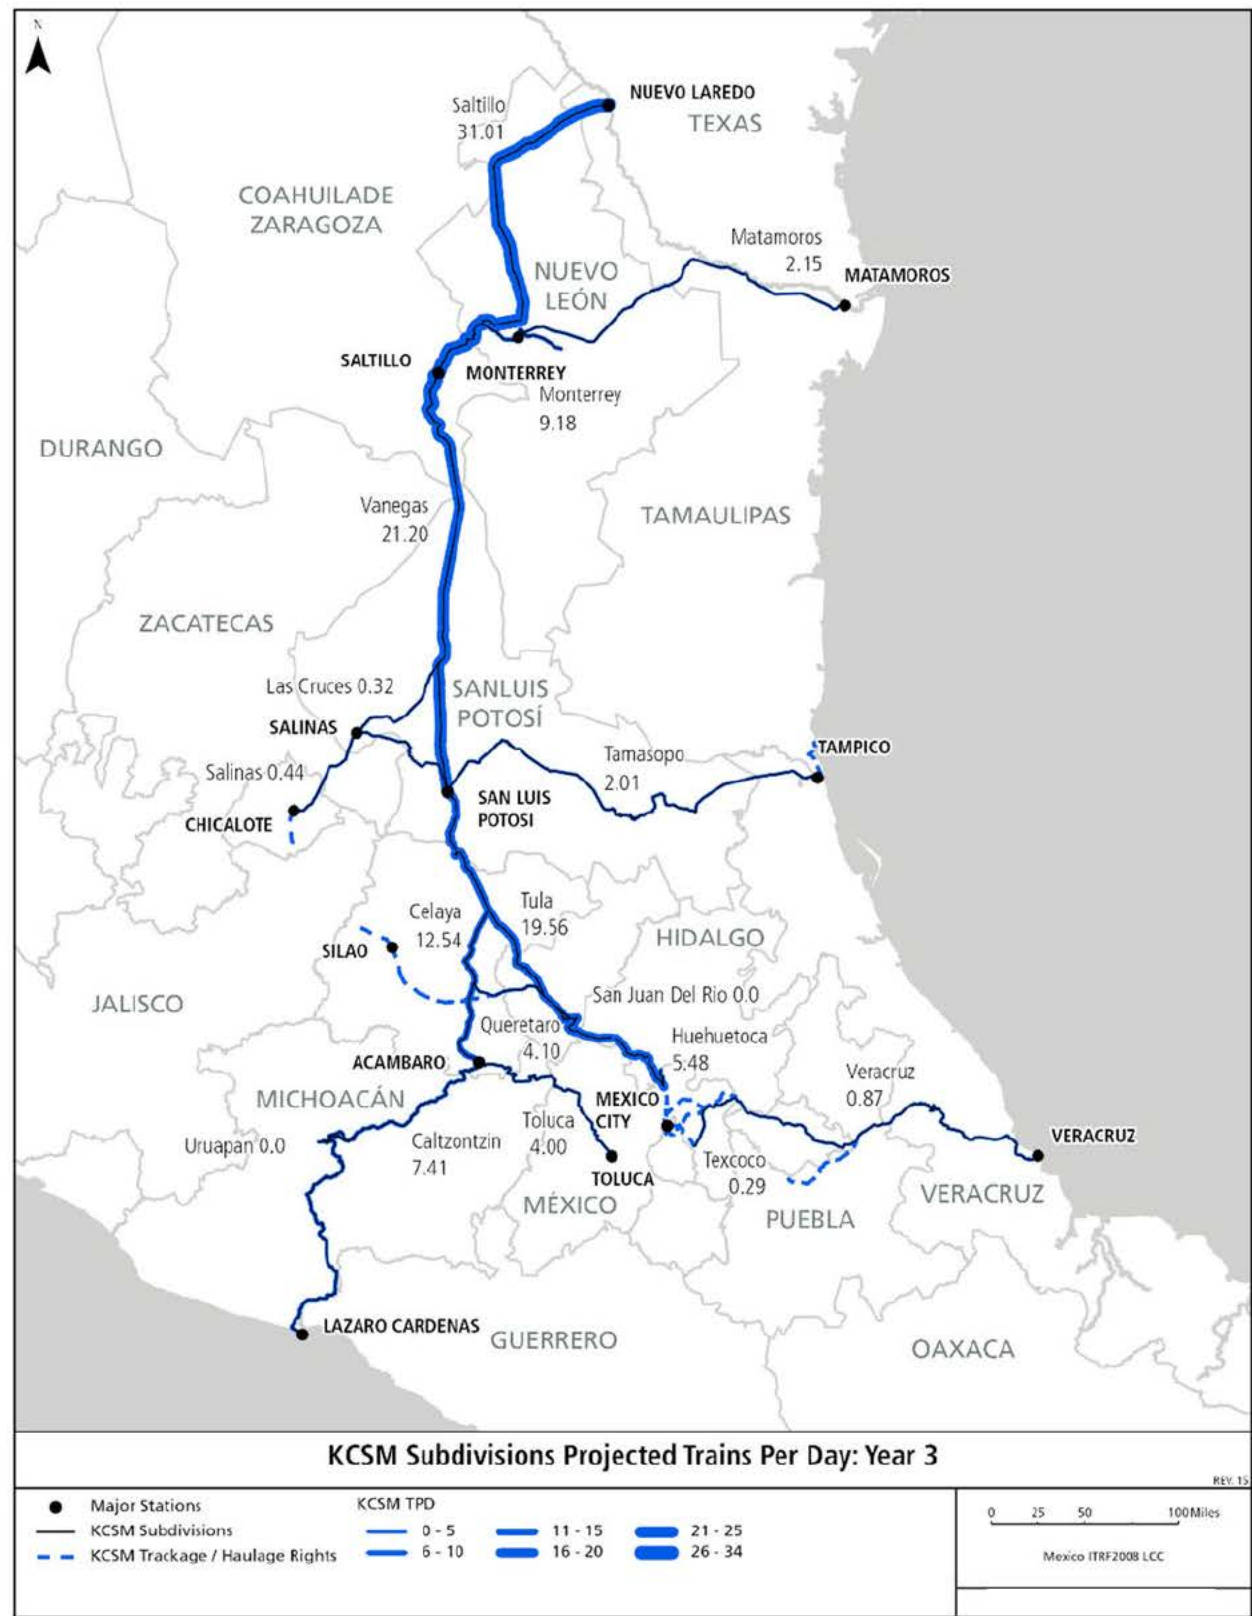 N
NUEVO LAREDO
TEXAS
Saltillo
31.01
COAHUILADE
ZARAGOZA
Matamoros
2.15
MATAMOROS
NUEVO
LEÓN
SALTILLO
MONTERREY
Monterrey
9.18
DURANGO
Vanegas
21.20
TAMAULIPAS
ZACATECAS
Las Cruces 0.32
SANLUIS
POTOSÍ
SALINAS
Salinas 0.44
Tamasopo
2.01
TAMPICO
CHICALOTE
SAN LUIS
POTOSI
Celaya
12.54
Tula
19.56
HIDALGO
SILAO
JALISCO
San Juan Del Rio 0.0
Queretaro
4.10
Huehuetoca
5.48
ACAMBARO
Veracruz
0.87
MICHOACÁN
MEXICO
CITY
Uruapan 0.0
Caltzontzin
7.41
Toluca
4.00
VERACRUZ
Texcoco
0.29
TOLUCA
MÉXICO
PUEBLA
VERACRUZ
LAZARO CARDENAS
GUERRERO
OAXACA
KCSM Subdivisions Projected Trains Per Day: Year 3
REV. 15
Major Stations
KCSM Subdivisions
KCSM Trackage / Haulage Rights
KCSM TPD
0 - 5
6 - 10
11 - 15
16 - 20
21 - 25
26 - 34
0 25 50 100 Miles
Mexico ITRF2008 LCC